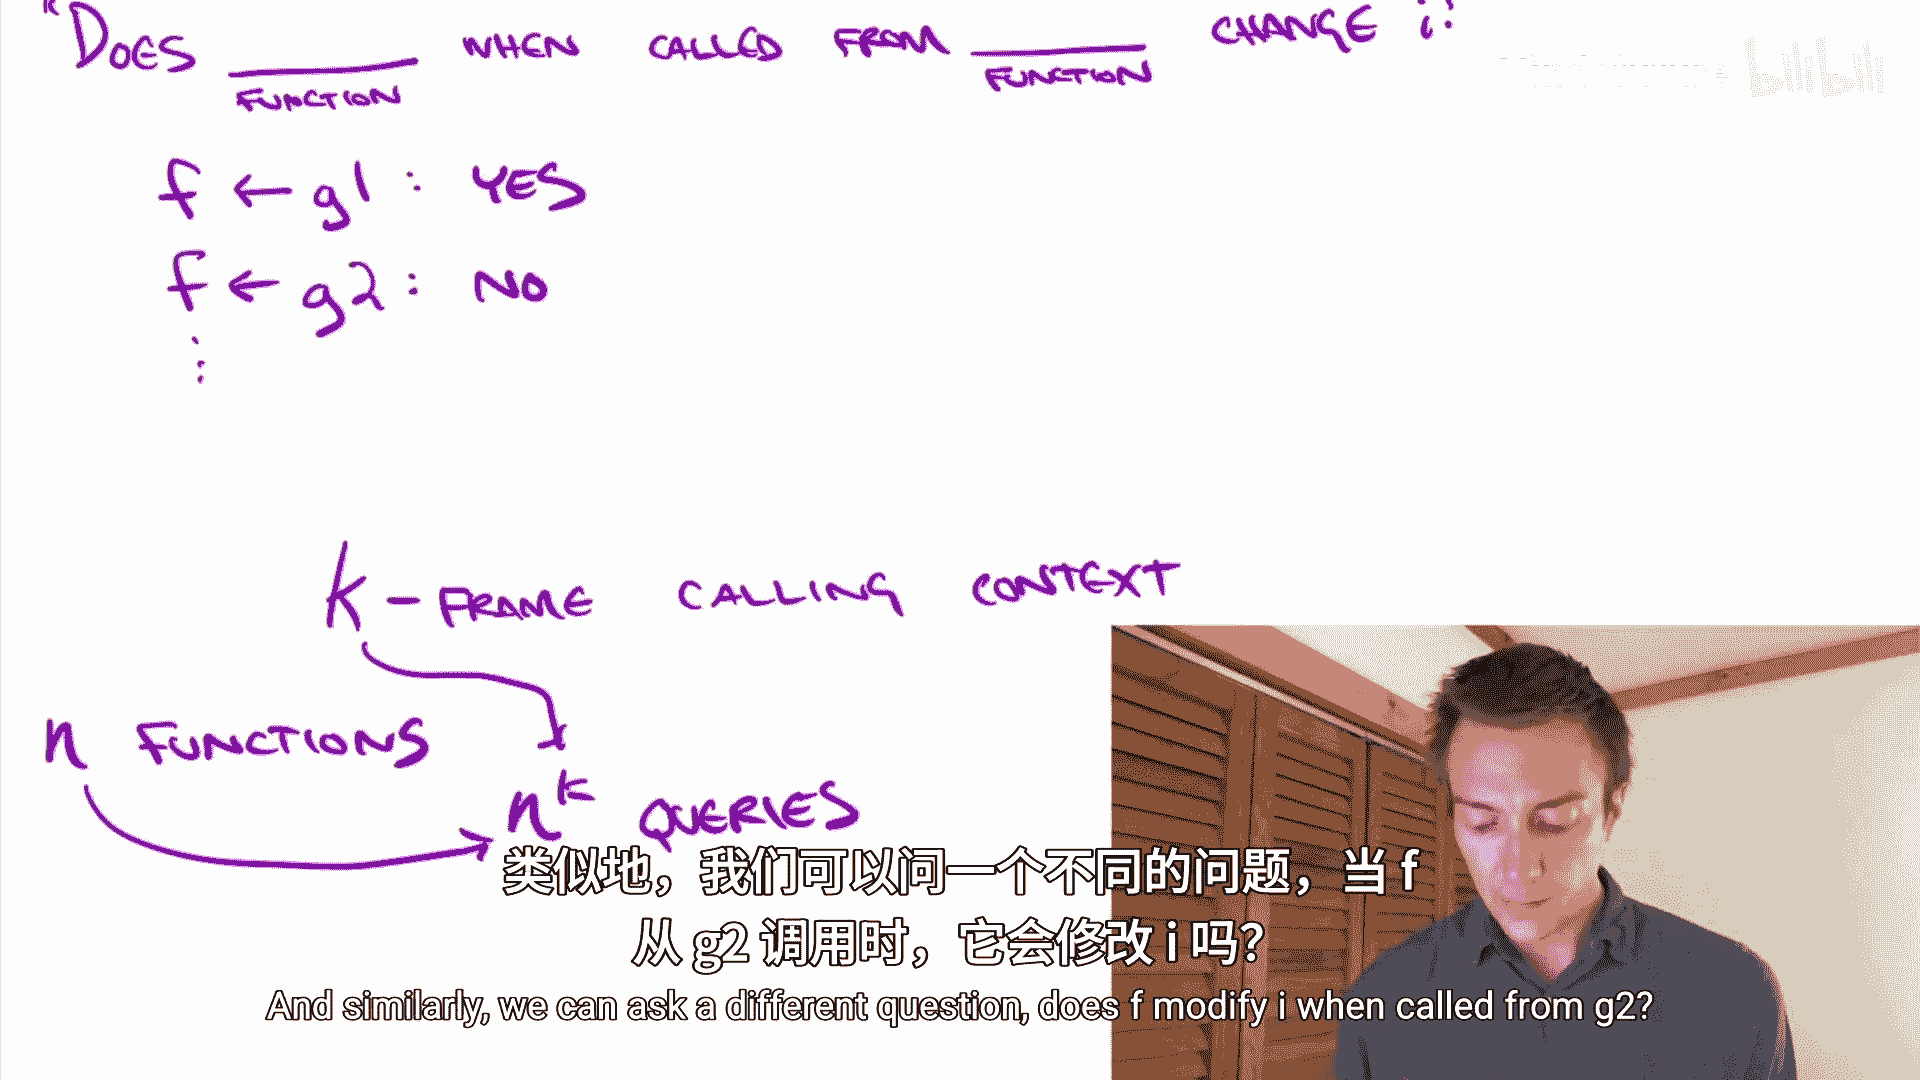 "DOES ___ WHEN CALLED FROM ___ CHANGE i?
FUNCTION FUNCTION
bilibili
f ← g1 : YES
f ← g2 : NO
⋮
k - FRAME CALLING CONTEXT
n FUNCTIONS
n^k QUERIES
类似地，我们可以问一个不同的问题，当 f
从 g2 调用时，它会修改 i 吗？
And similarly, we can ask a different question, does f modify i when called from g2?